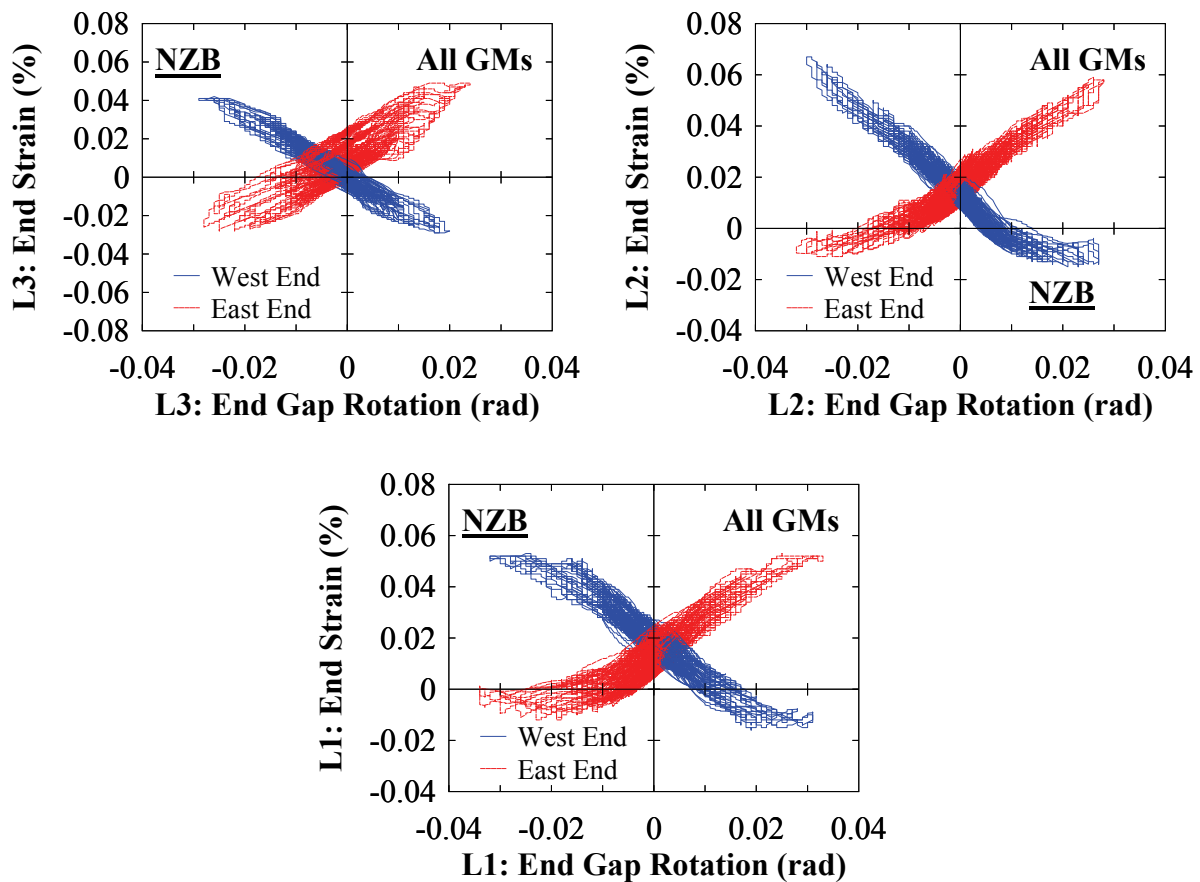 NZB
All GMs
L3: End Strain (%)
0.08
0.06
0.04
0.02
0
-0.02
-0.04
-0.06
-0.08
West End
East End
-0.04
-0.02
0
0.02
0.04
L3: End Gap Rotation (rad)
All GMs
L2: End Strain (%)
0.08
0.06
0.04
0.02
0
-0.02
-0.04
West End
East End
NZB
-0.04
-0.02
0
0.02
0.04
L2: End Gap Rotation (rad)
NZB
All GMs
L1: End Strain (%)
0.08
0.06
0.04
0.02
0
-0.02
-0.04
West End
East End
-0.04
-0.02
0
0.02
0.04
L1: End Gap Rotation (rad)